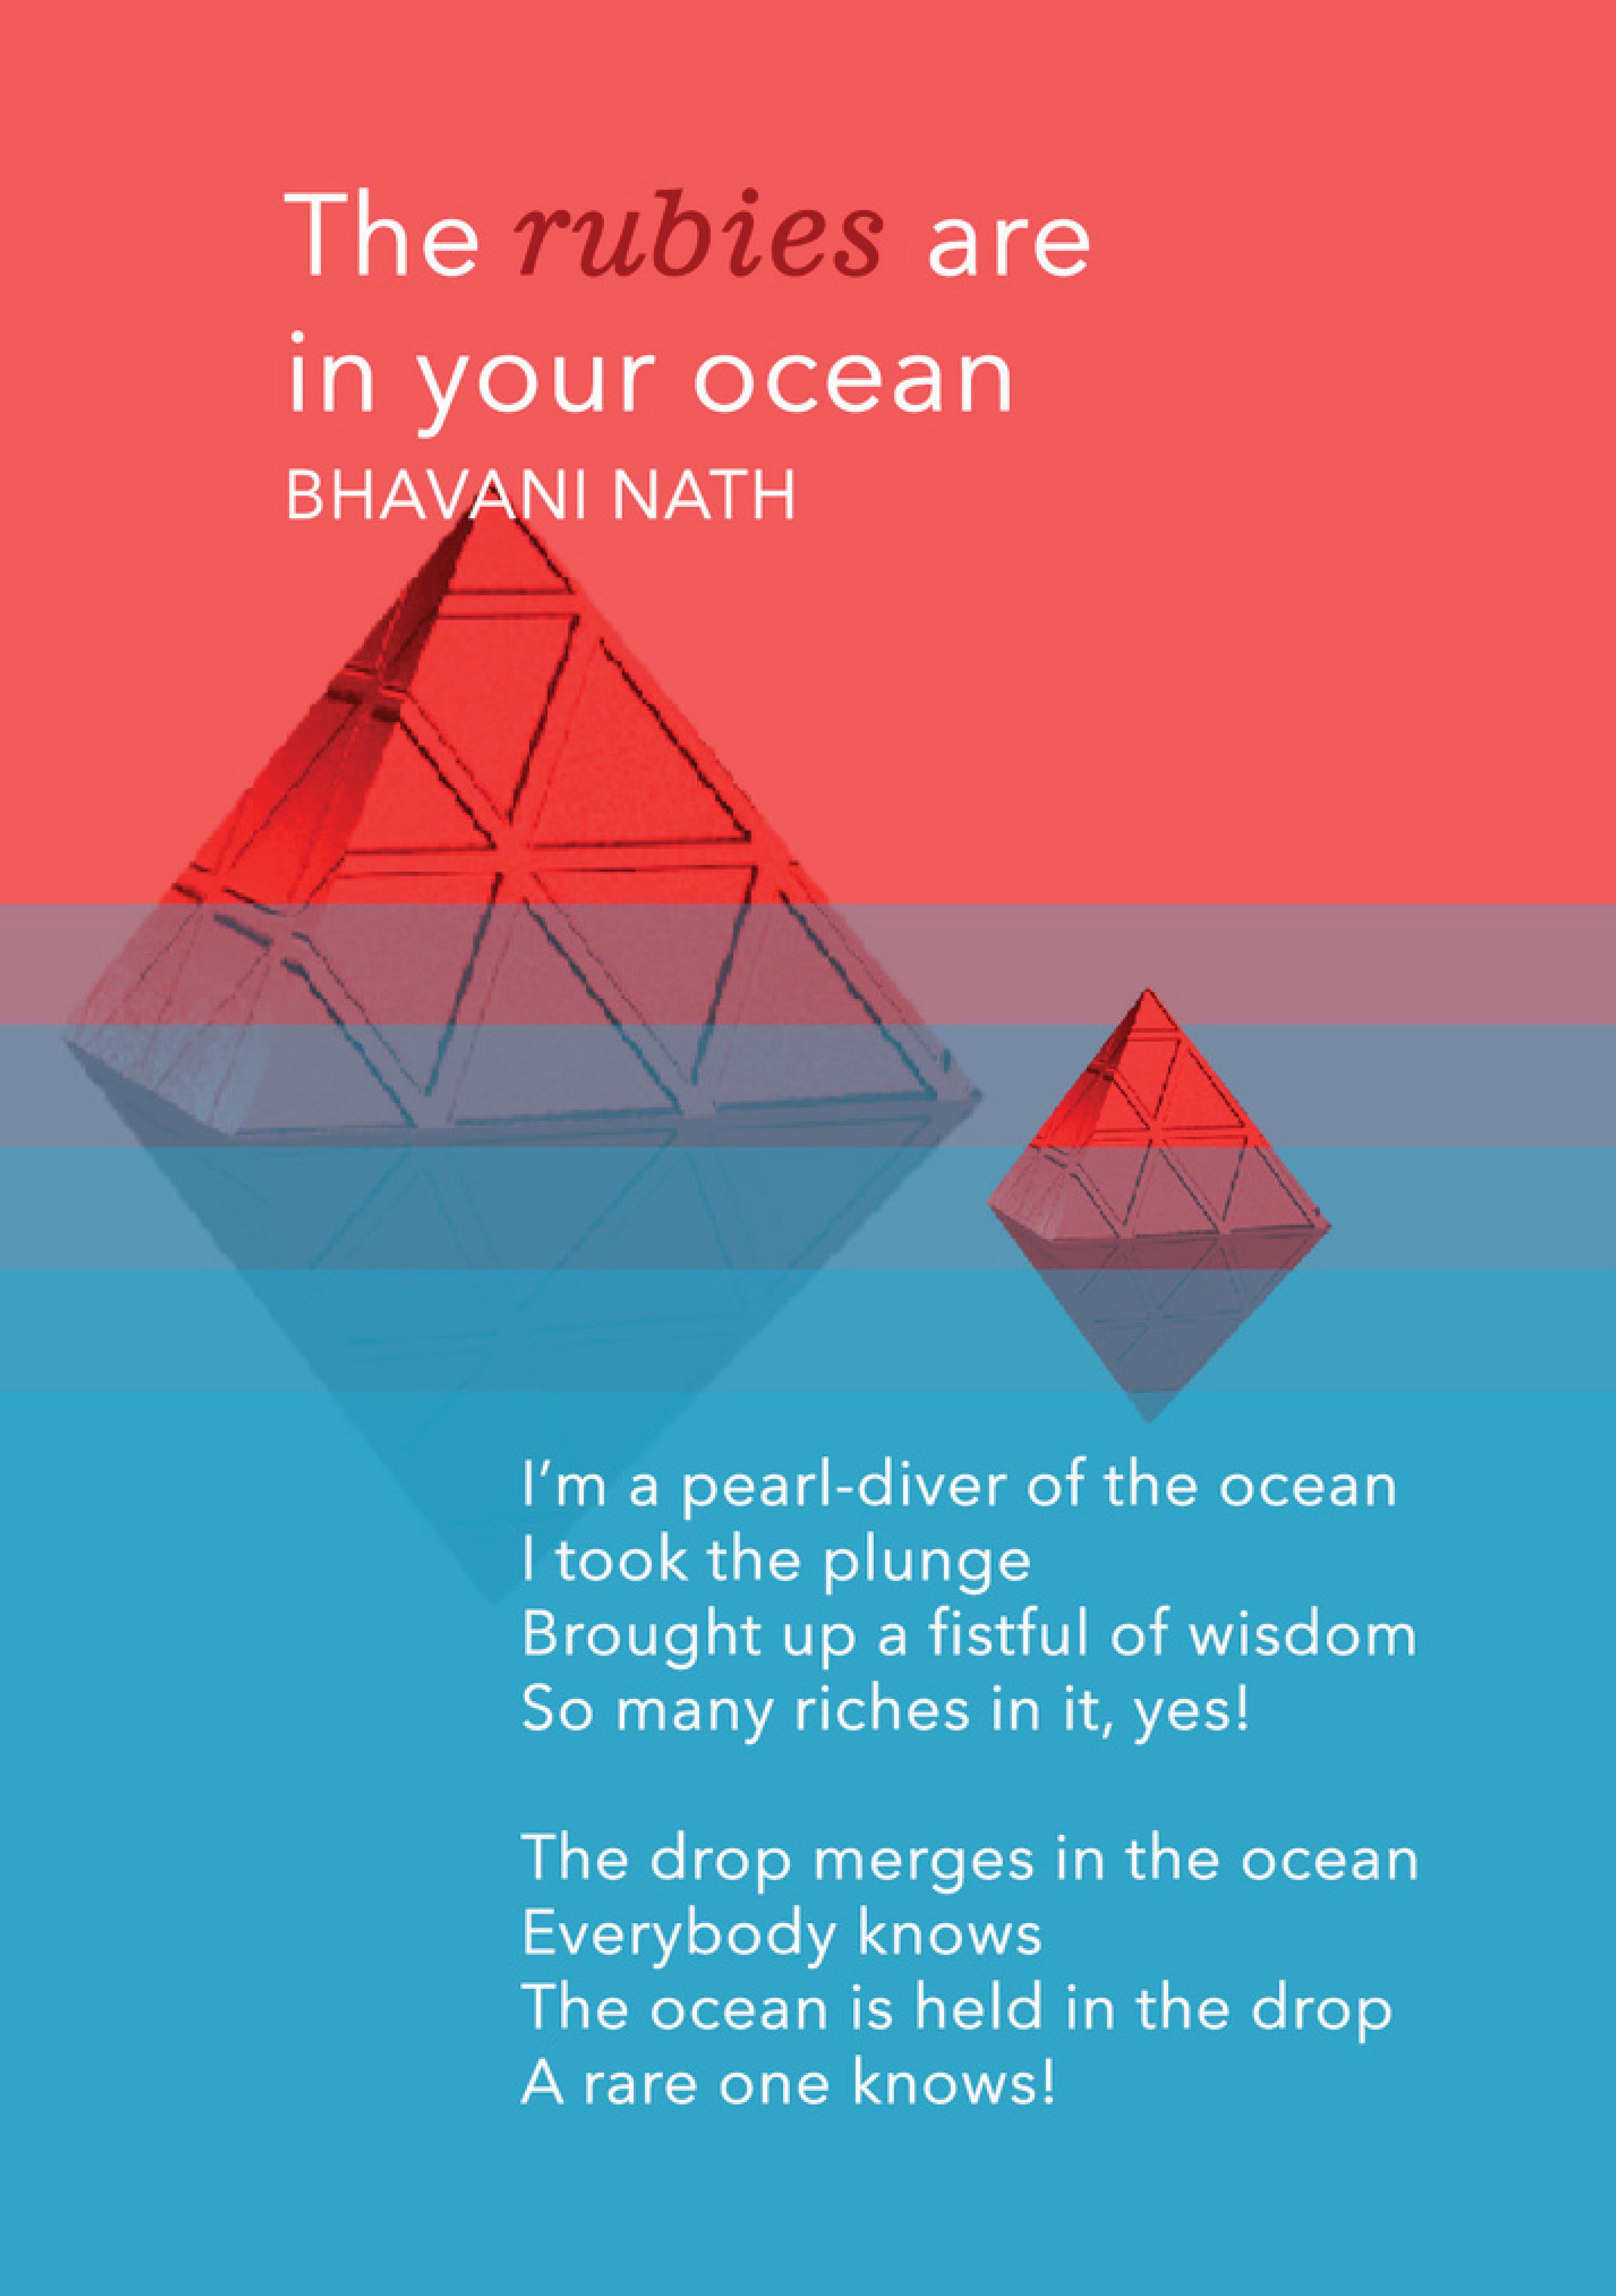 The rubies are
in your ocean
BHAVANI NATH
I'm a pearl-diver of the ocean
I took the plunge
Brought up a fistful of wisdom
So many riches in it, yes!
The drop merges in the ocean
Everybody knows
The ocean is held in the drop
A rare one knows!